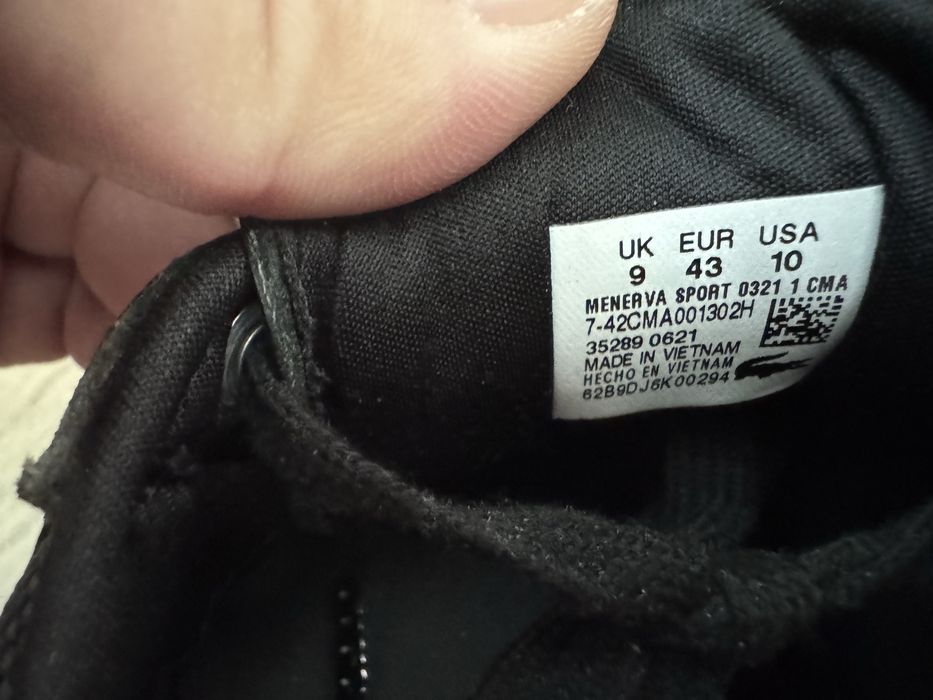 UK EUR USA
9 43 10
MENERVA SPORT 0321 1 CMA
7-42CMA001302H
35289 0621
MADE IN VIETNAM
HECHO EN VIETNAM
62B9DJ6K00294